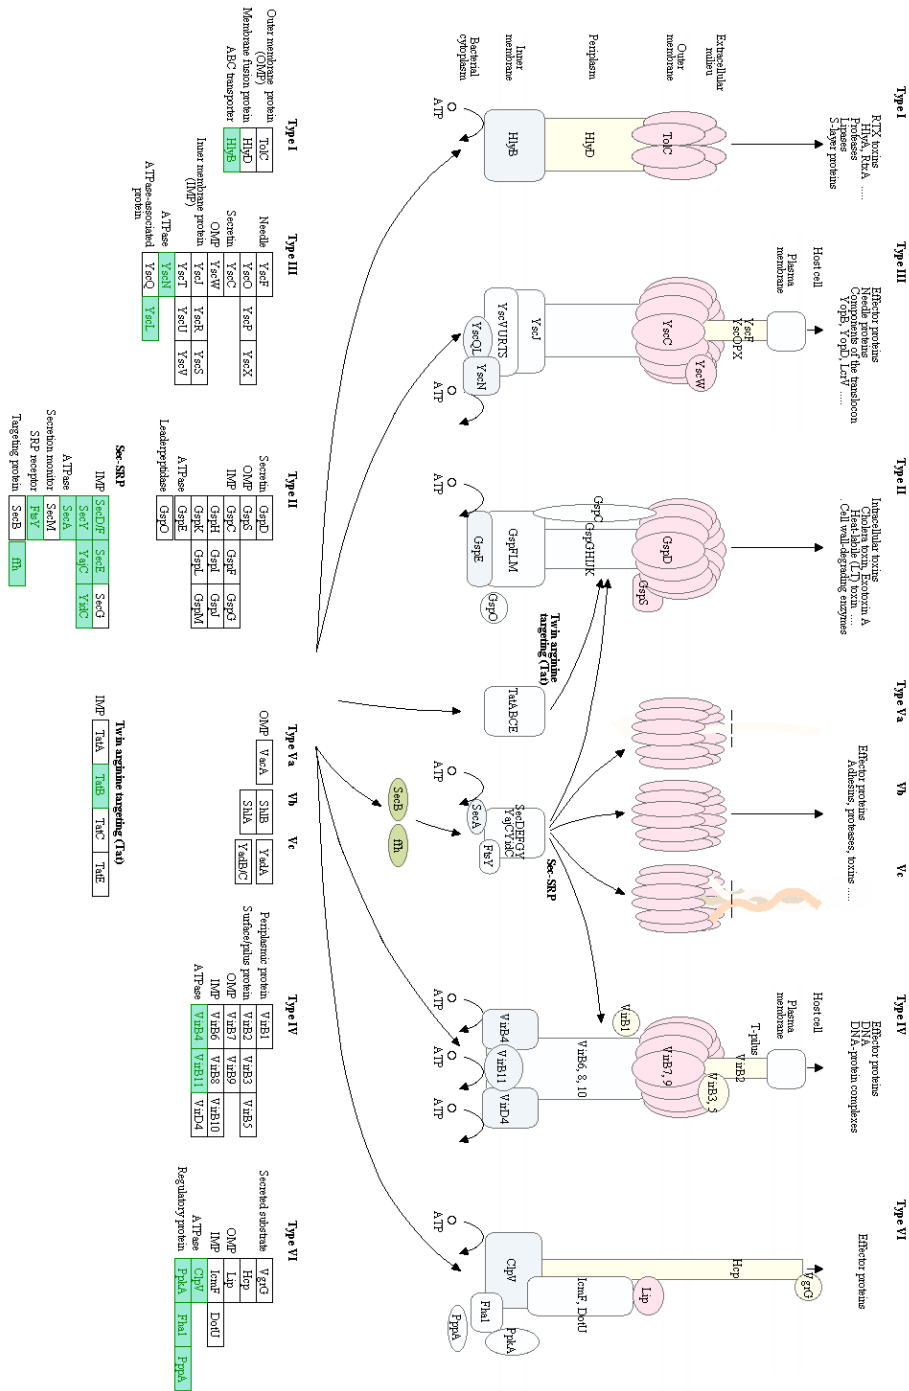 Type I
Type III
Type II
Type Va
Vb
Vc
Type IV
Type VI
RTX toxins
HlyA, RtxA .....
Proteases
Lipases
S-layer proteins
Effector proteins
Needle proteins
Components of the translocon
YopB, YopD, LcrV .....
Intracellular toxins
Cholera toxin, Exotoxin A
Heat-labile (LT) toxin .....
Cell wall-degrading enzymes
Effector proteins
Adhesins, proteases, toxins .....
Effector proteins
DNA
DNA-protein complexes
Effector proteins
Host cell
Plasma
membrane
Host cell
Plasma
membrane
T-pilus
Extracellular
milieu
Outer
membrane
Periplasm
Inner
membrane
Bacterial
cytoplasm
TolC
HlyD
HlyB
ATP
YscF
YscOPX
YscW
YscC
YscJ
YscVURTS
YscQL
YscN
ATP
GspD
GspS
GspC
GspGHIJK
GspFLM
GspE
GspO
ATP
Twin arginine
targeting (Tat)
TatABCE
SecDEFGY
YajCYidC
SecA
FtsY
ATP
Sec-SRP
SecB
ffh
VirB2
VirB3, 5
VirB7, 9
VirB1
VirB6, 8, 10
VirB4
VirB11
VirD4
ATP
ATP
ATP
VgrG
Hcp
Lip
IcmF, DotU
ClpV
Fha1
PpkA
PppA
ATP
Type I
Outer membrane protein
(OMP)
TolC
Membrane fusion protein
HlyD
ABC transporter
HlyB
Type III
Needle
YscF
YscO YscP YscX
Secretin
YscC
OMP
YscW
Inner membrane protein
(IMP)
YscJ YscR YscS
YscT YscU YscV
ATPase
YscN
ATPase-associated
protein
YscQ YscL
Type II
Secretin
GspD
OMP
GspS
IMP
GspC GspF GspG
GspH GspI GspJ
GspK GspL GspM
ATPase
GspE
Leaderpeptidase
GspO
Sec-SRP
IMP
SecD/F SecE SecG
SecY YajC YidC
ATPase
SecA
Secretion monitor
SecM
SRP receptor
FtsY
Targeting protein
SecB ffh
Type Va
Vb
Vc
OMP
VacA
ShlB
ShlA
YadA
YadB/C
Twin arginine targeting (Tat)
IMP
TatA TatB TatC TatE
Type IV
Periplasmic protein
VirB1
Surface/pilus protein
VirB2 VirB3 VirB5
OMP
VirB7 VirB9
IMP
VirB6 VirB8 VirB10
ATPase
VirB4 VirB11 VirD4
Type VI
Secreted substrate
VgrG
Hcp
OMP
Lip
IMP
IcmF DotU
ATPase
ClpV
Regulatory protein
PpkA Fha1 PppA